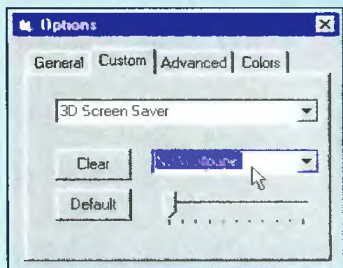 Options
General Custom Advanced Colors
3D Screen Saver
Clear
Default